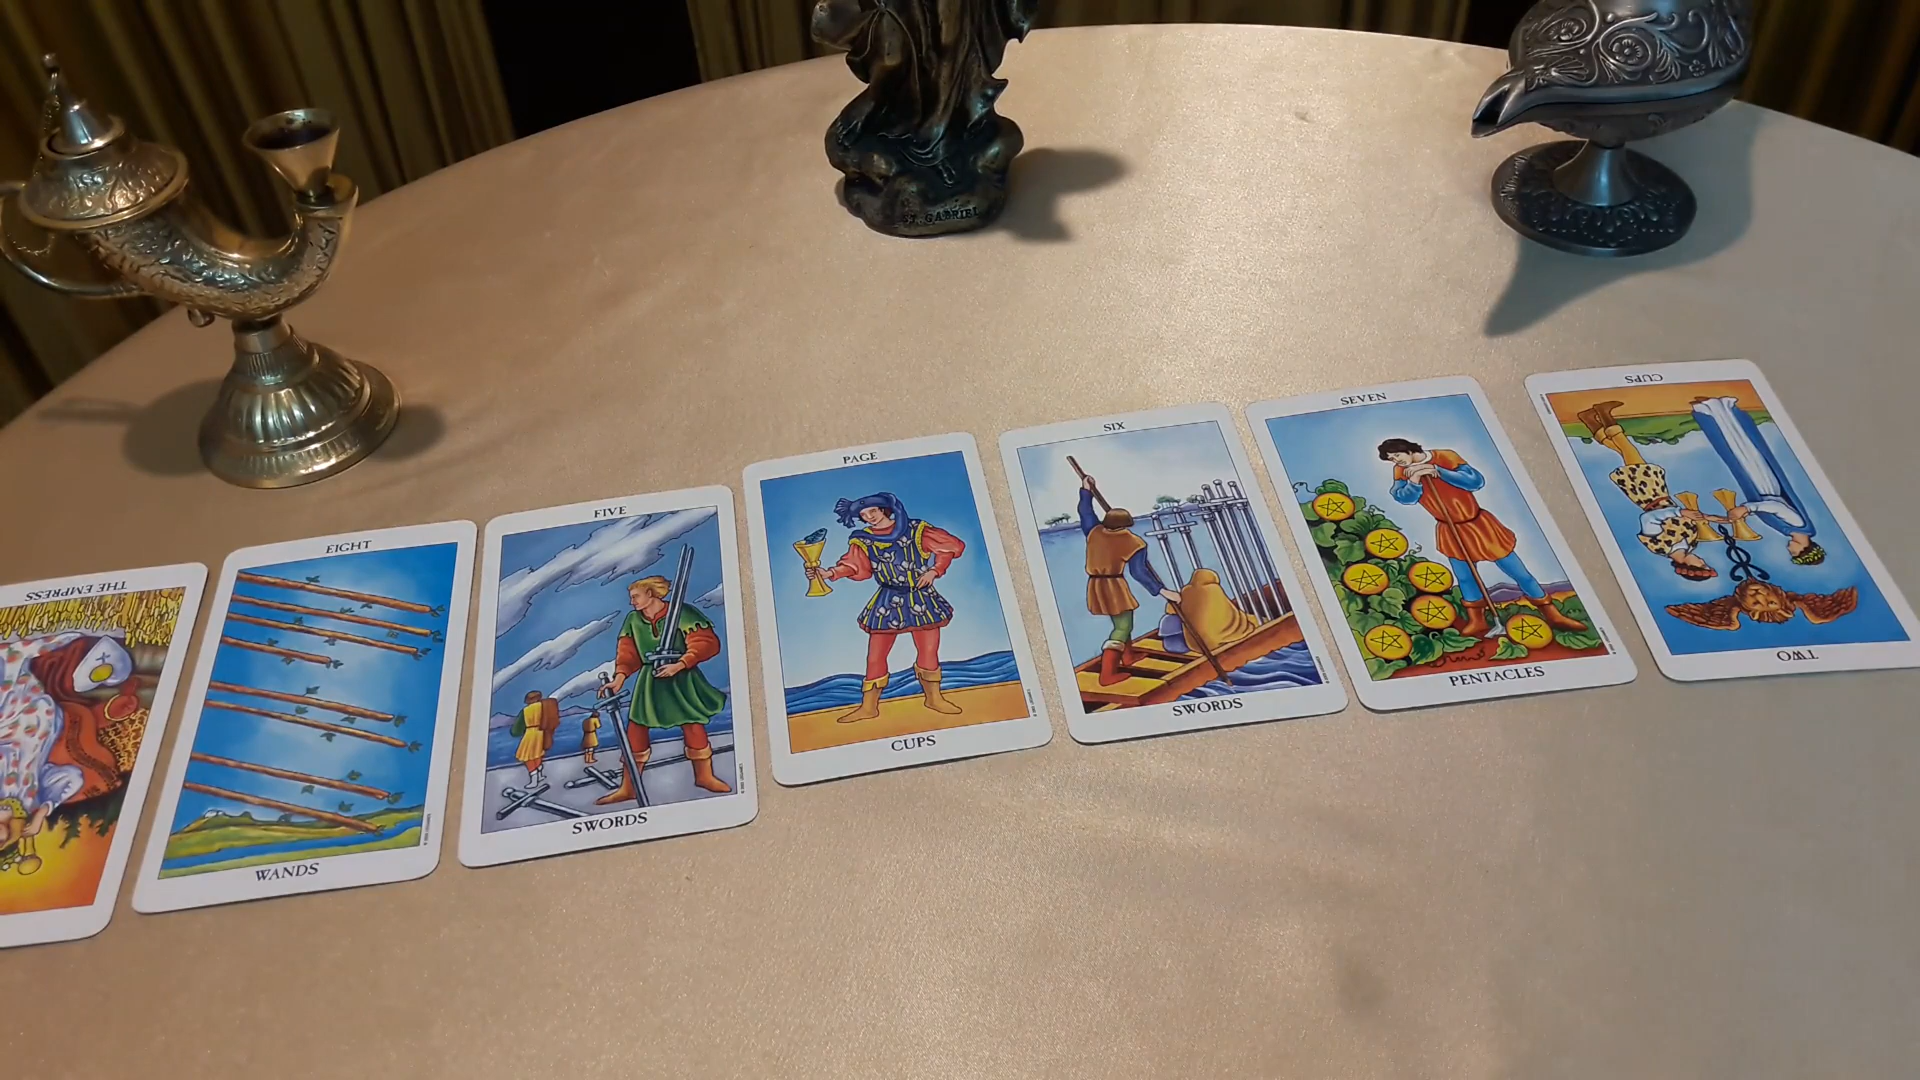 ST. GABRIEL
THE EMPRESS
EIGHT
WANDS
FIVE
SWORDS
PAGE
CUPS
SIX
SWORDS
SEVEN
PENTACLES
CUPS
TWO